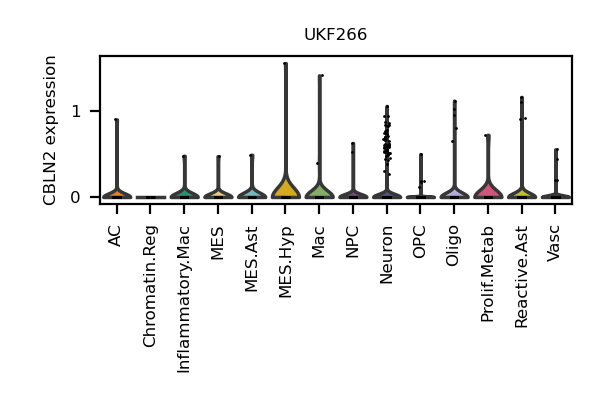 UKF266
CBLN2 expression
1
0
AC
Chromatin.Reg
Inflammatory.Mac
MES
MES.Ast
MES.Hyp
Mac
NPC
Neuron
OPC
Oligo
Prolif.Metab
Reactive.Ast
Vasc